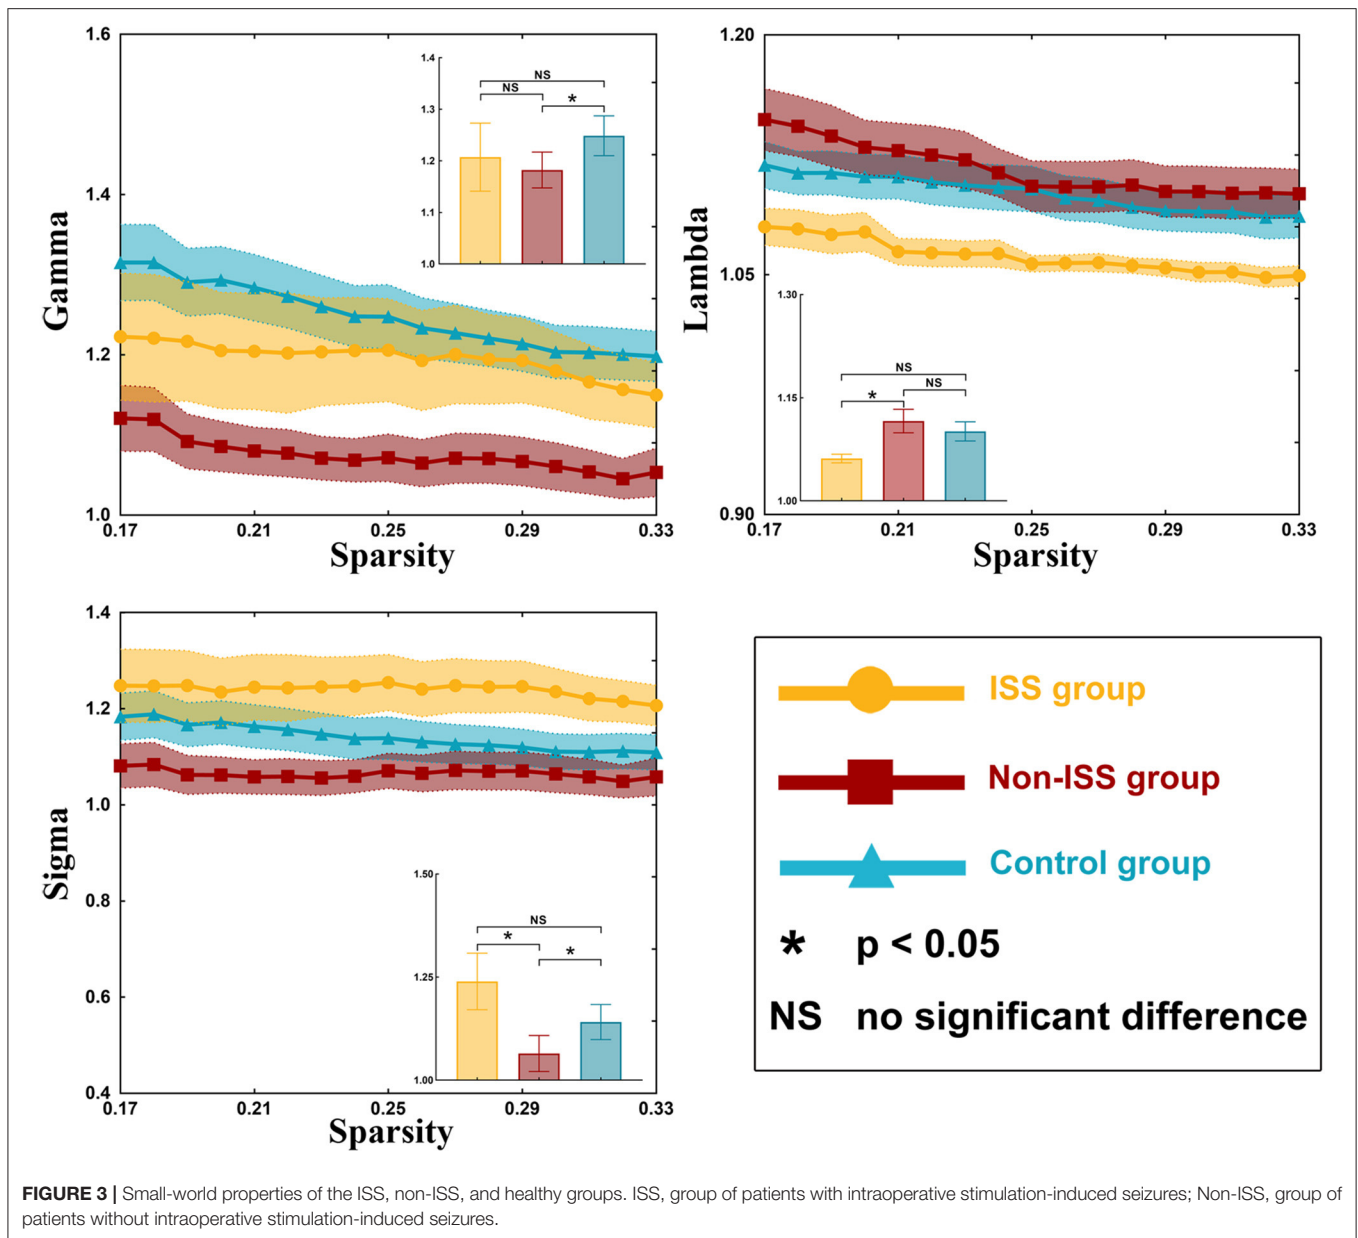 1.6
1.4
1.2
1.0
Gamma
0.17
0.21
0.25
0.29
0.33
Sparsity
1.4
1.3
1.2
1.1
1.0
NS
NS
*
1.20
1.05
0.90
Lambda
0.17
0.21
0.25
0.29
0.33
Sparsity
1.30
1.15
1.00
NS
*
NS
1.4
1.2
1.0
0.8
0.6
0.4
Sigma
0.17
0.21
0.25
0.29
0.33
Sparsity
1.50
1.25
1.00
NS
*
*
ISS group
Non-ISS group
Control group
* p < 0.05
NS no significant difference
FIGURE 3 | Small-world properties of the ISS, non-ISS, and healthy groups. ISS, group of patients with intraoperative stimulation-induced seizures; Non-ISS, group of
patients without intraoperative stimulation-induced seizures.